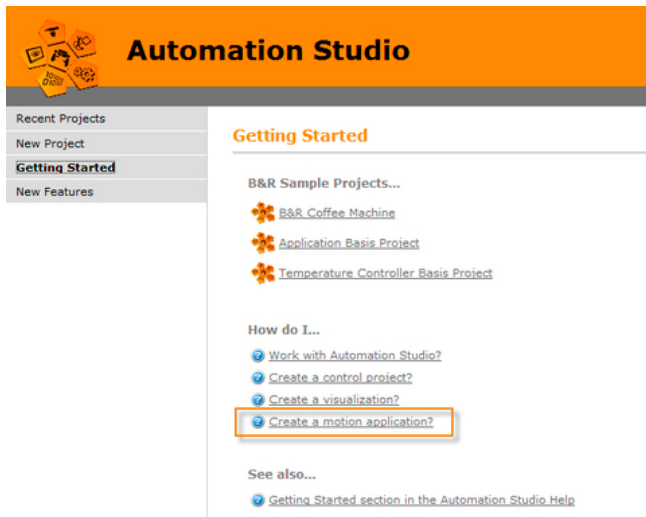 Automation Studio
Recent Projects
New Project
Getting Started
New Features
Getting Started
B&R Sample Projects...
B&R Coffee Machine
Application Basis Project
Temperature Controller Basis Project
How do I...
Work with Automation Studio?
Create a control project?
Create a visualization?
Create a motion application?
See also...
Getting Started section in the Automation Studio Help